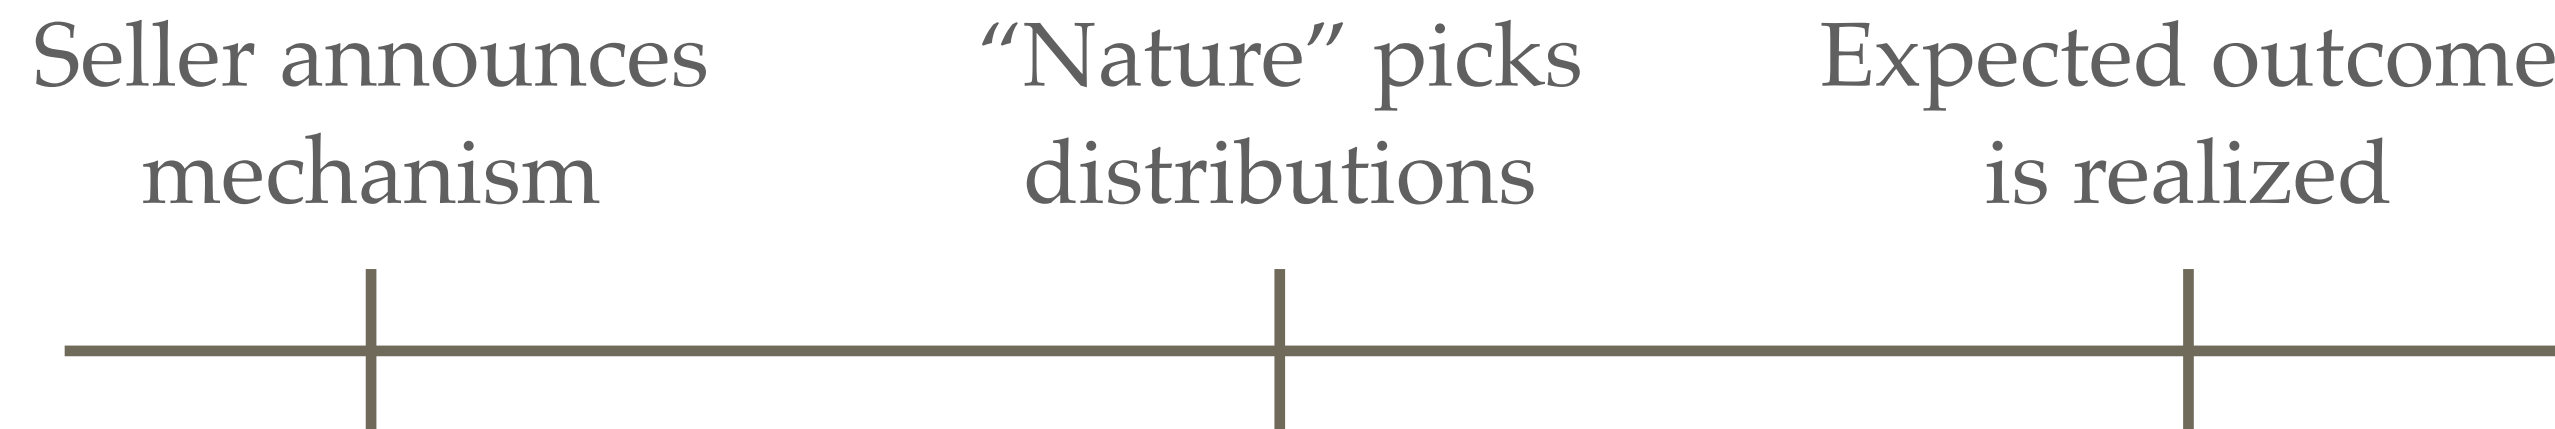 Seller announces
mechanism
“Nature” picks
distributions
Expected outcome
is realized